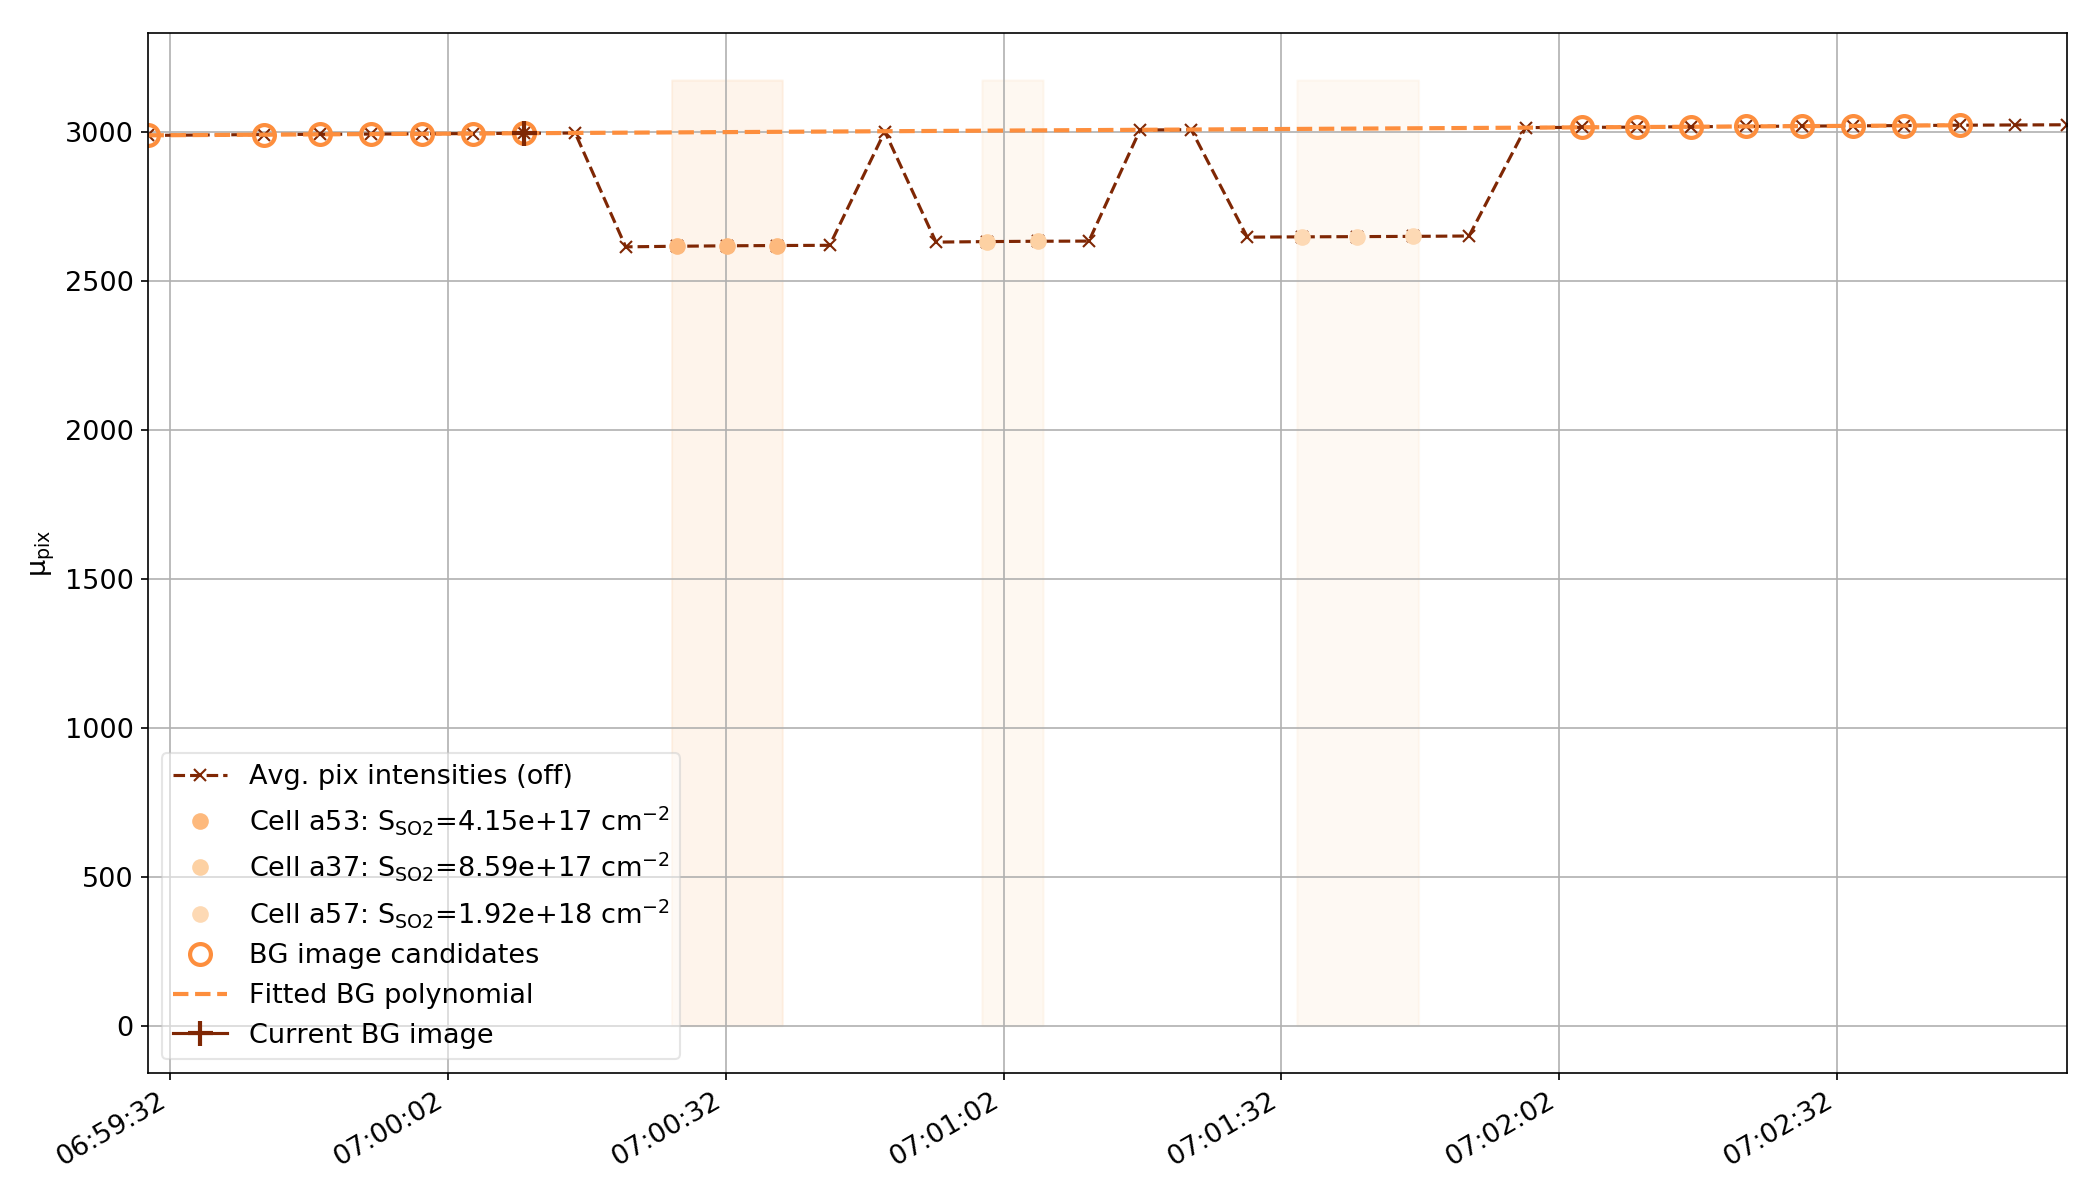 3000
2500
2000
1500
1000
500
0
μpix
Avg. pix intensities (off)
Cell a53: SSO2=4.15e+17 cm−2
Cell a37: SSO2=8.59e+17 cm−2
Cell a57: SSO2=1.92e+18 cm−2
BG image candidates
Fitted BG polynomial
Current BG image
06:59:32
07:00:02
07:00:32
07:01:02
07:01:32
07:02:02
07:02:32